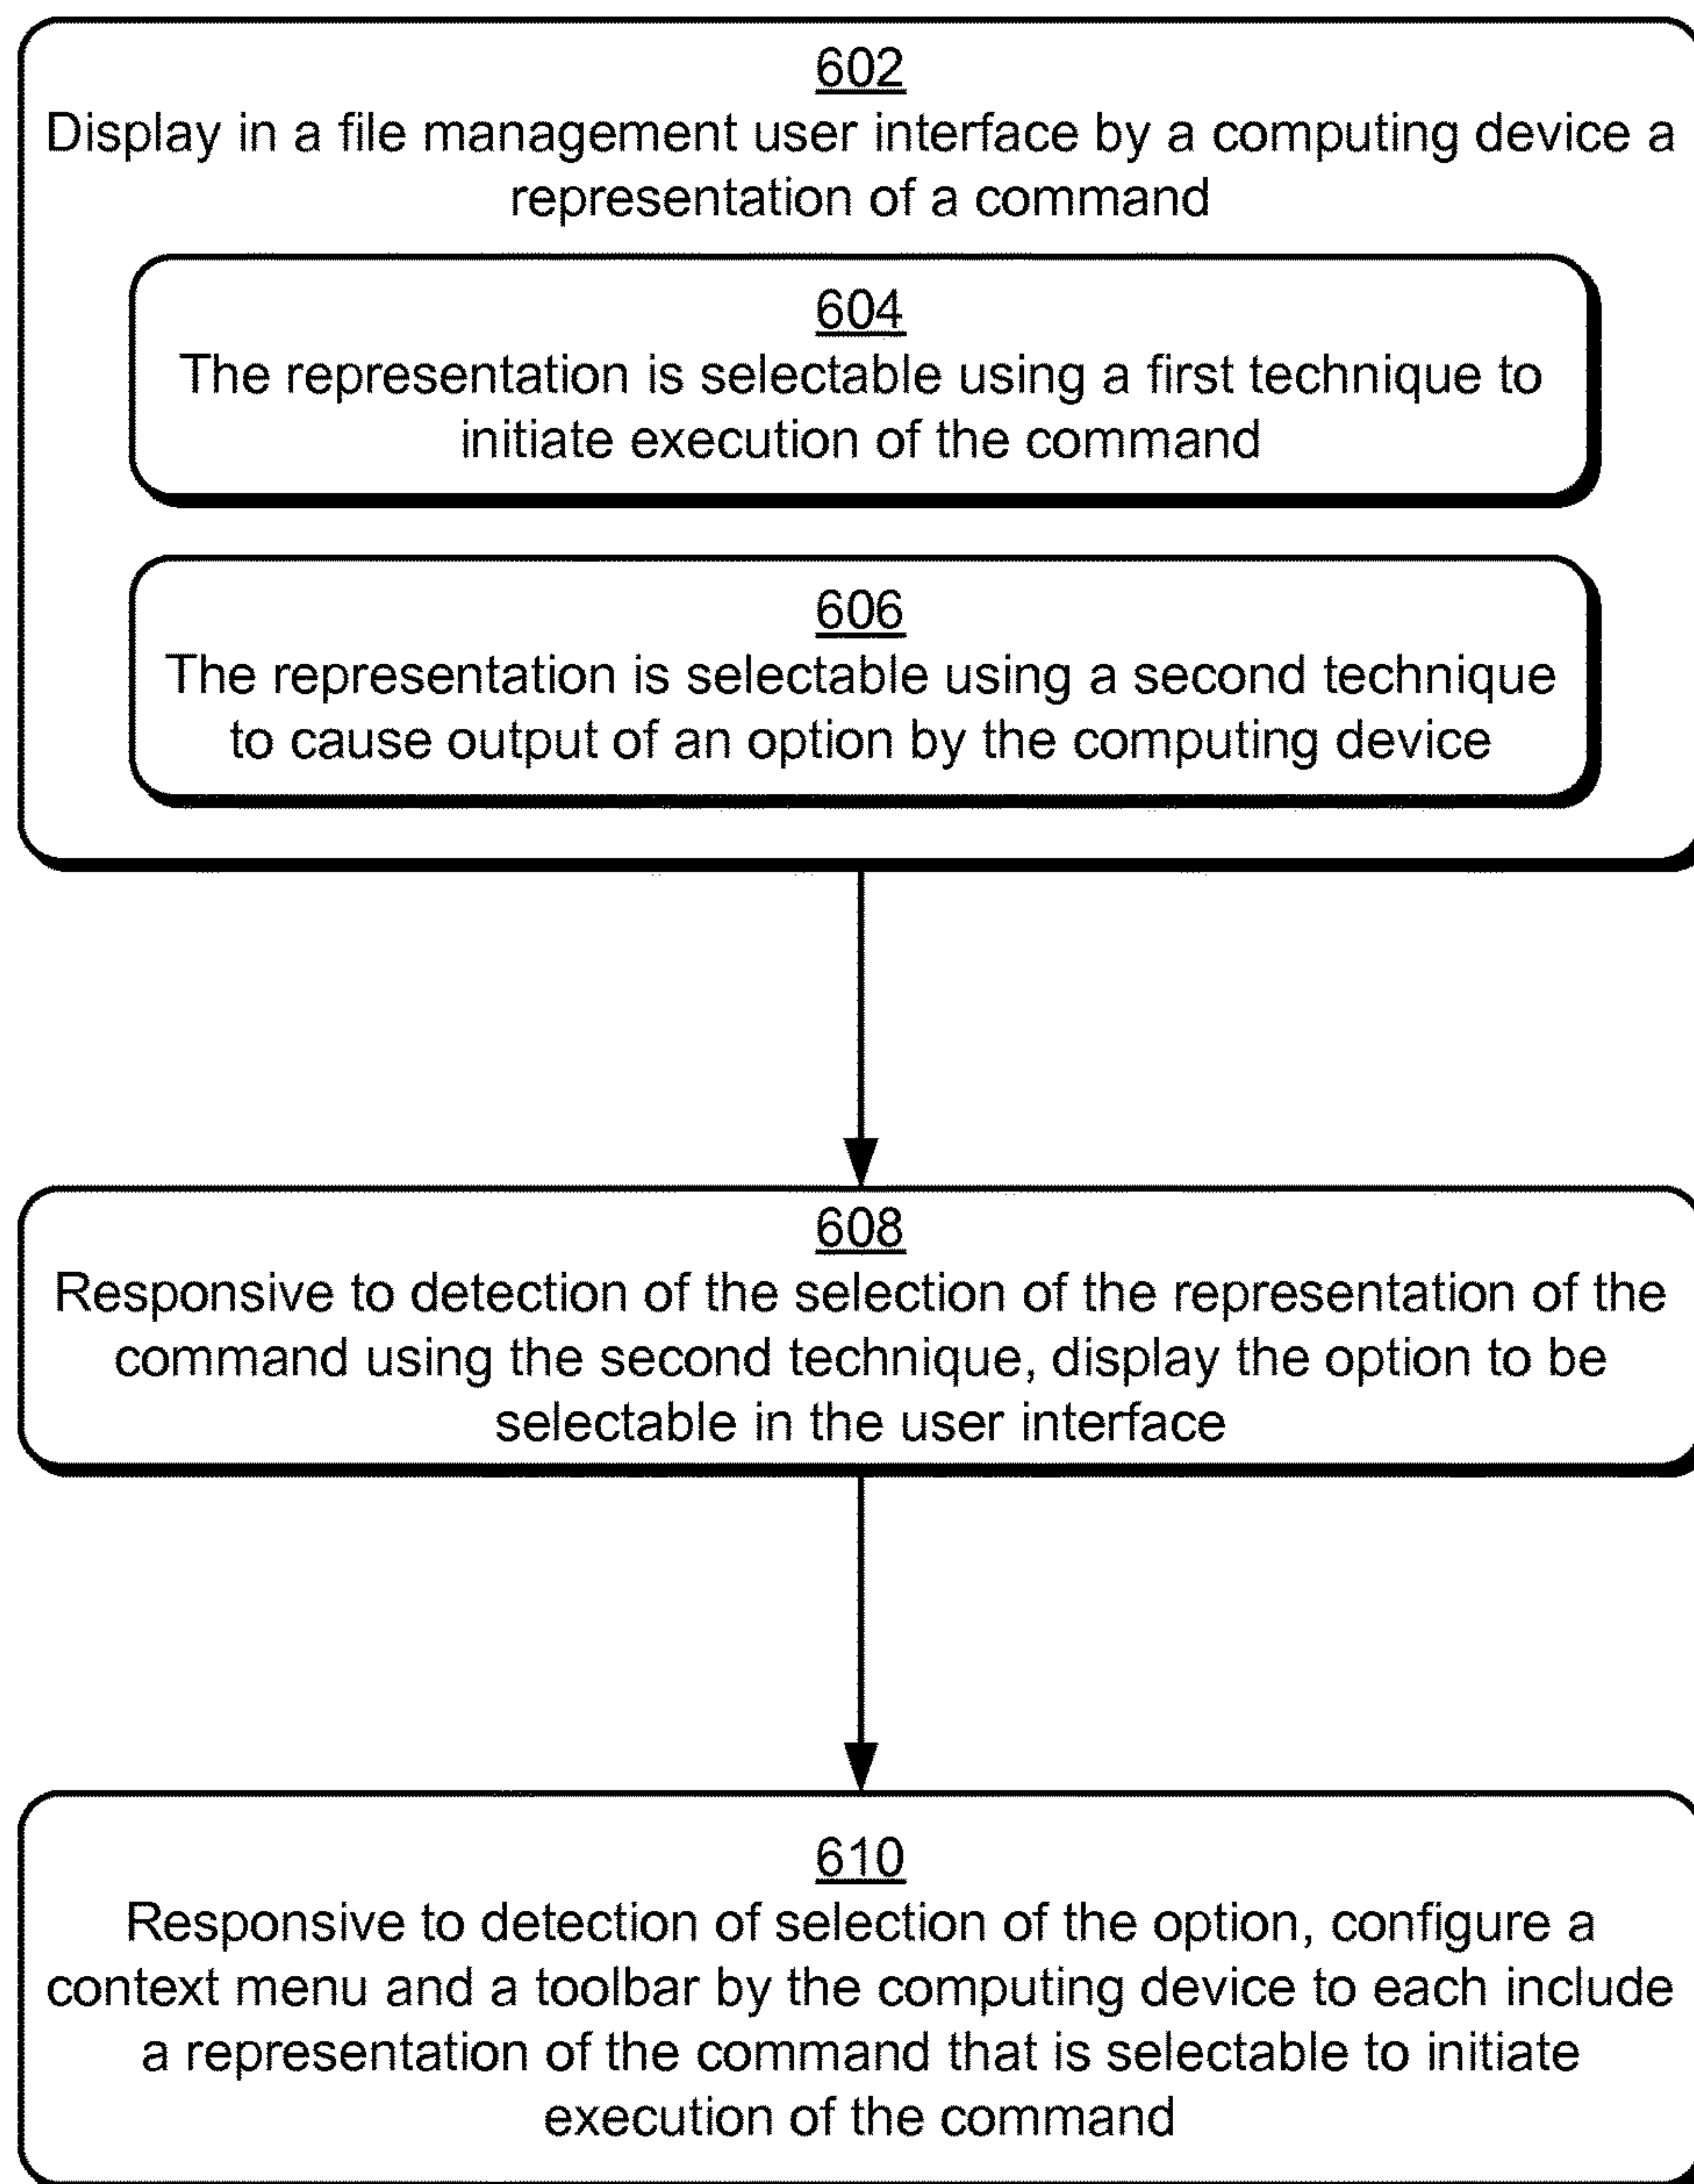 602
Display in a file management user interface by a computing device a
representation of a command
604
The representation is selectable using a first technique to
initiate execution of the command
606
The representation is selectable using a second technique
to cause output of an option by the computing device
608
Responsive to detection of the selection of the representation of the
command using the second technique, display the option to be
selectable in the user interface
610
Responsive to detection of selection of the option, configure a
context menu and a toolbar by the computing device to each include
a representation of the command that is selectable to initiate
execution of the command